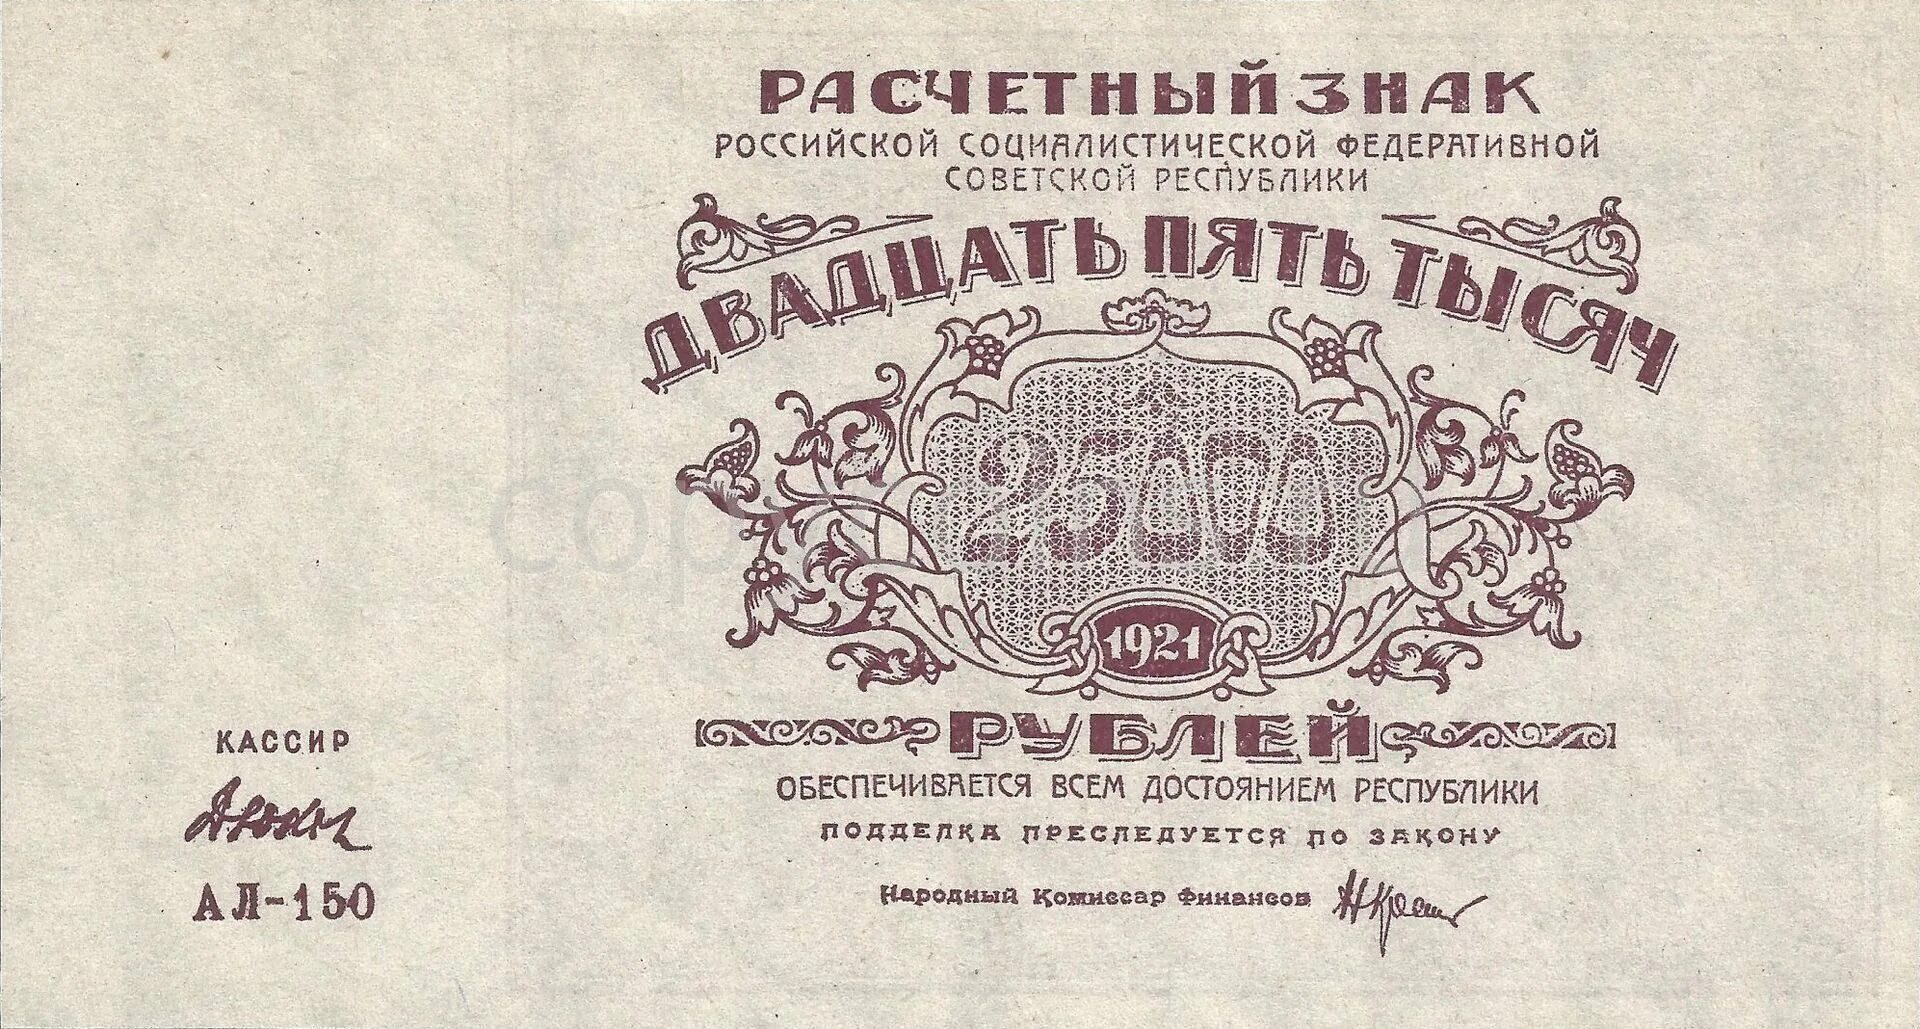 РАСЧЕТНЫЙ ЗНАК
РОССИЙСКОЙ СОЦИАЛИСТИЧЕСКОЙ ФЕДЕРАТИВНОЙ
СОВЕТСКОЙ РЕСПУБЛИКИ
ДВАДЦАТЬ ПЯТЬ ТЫСЯЧ
25000
1921
РУБЛЕЙ
ОБЕСПЕЧИВАЕТСЯ ВСЕМ ДОСТОЯНИЕМ РЕСПУБЛИКИ
ПОДДЕЛКА ПРЕСЛЕДУЕТСЯ ПО ЗАКОНУ
Народный Комиссар Финансов
КАССИР
АЛ-150